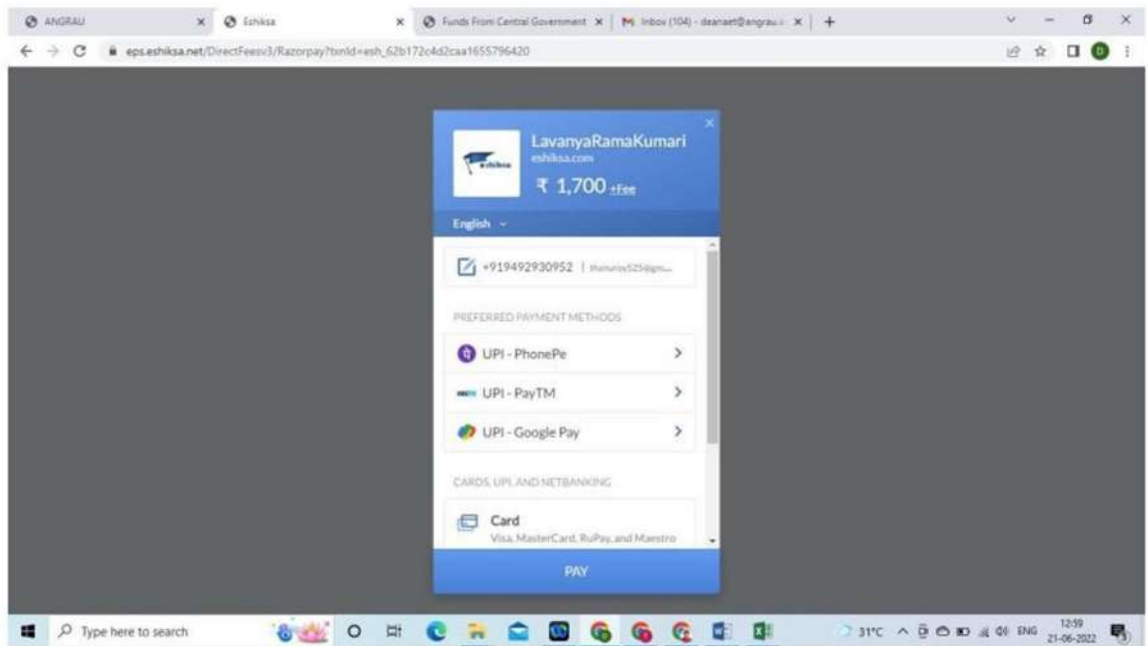 ANGRAU
Eshiksa
Funds From Central Government
Inbox (104) - deanaet@angrau
eps.eshiksa.net/DirectFeesv3/Razorpay?txnId=esh_62b172c4d2caa1655796420
LavanyaRamaKumari
eshiksa.com
₹ 1,700 +Fee
English
+919492930952 |
PREFERRED PAYMENT METHODS
UPI - PhonePe
UPI - PayTM
UPI - Google Pay
CARDS, UPI, AND NETBANKING
Card
Visa, MasterCard, RuPay, and Maestro
PAY
Type here to search
31°C
ENG
12:59
21-06-2022